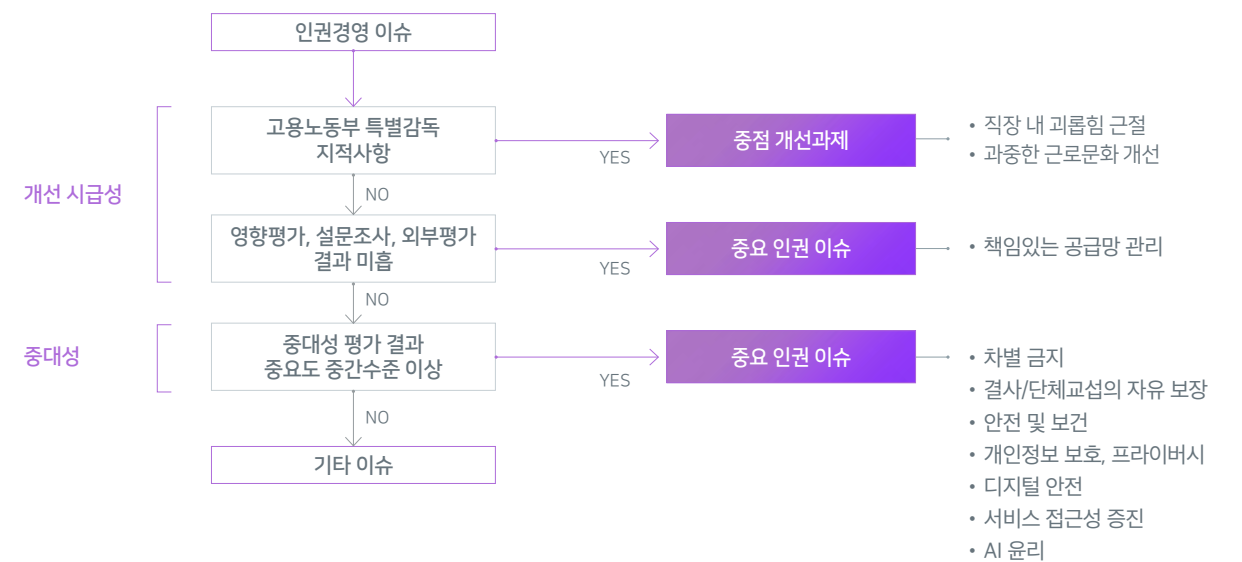 인권경영 이슈
개선 시급성
고용노동부 특별감독
지적사항
YES
중점 개선과제
• 직장 내 괴롭힘 근절
• 과중한 근로문화 개선
NO
영향평가, 설문조사, 외부평가
결과 미흡
YES
중요 인권 이슈
• 책임있는 공급망 관리
NO
중대성
중대성 평가 결과
중요도 중간수준 이상
YES
중요 인권 이슈
• 차별 금지
• 결사/단체교섭의 자유 보장
• 안전 및 보건
• 개인정보 보호, 프라이버시
• 디지털 안전
• 서비스 접근성 증진
• AI 윤리
NO
기타 이슈